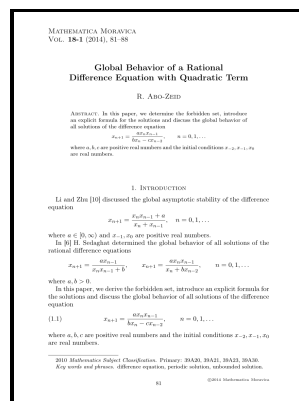 Mathematica Moravica
Vol. 18-1 (2014), 81–88
Global Behavior of a Rational
Difference Equation with Quadratic Term
R. Abo-Zeid
Abstract. In this paper, we determine the forbidden set, introduce
an explicit formula for the solutions and discuss the global behavior of
all solutions of the difference equation
x_{n+1} = \frac{ax_nx_{n-1}}{bx_n - cx_{n-2}}, n = 0, 1, . . .
where a, b, c are positive real numbers and the initial conditions x_{-2}, x_{-1}, x_0
are real numbers.
1. Introduction
Li and Zhu [10] discussed the global asymptotic stability of the difference
equation
x_{n+1} = \frac{x_nx_{n-1} + a}{x_n + x_{n-1}}, n = 0, 1, . . .
where a ∈ [0, ∞) and x_{-1}, x_0 are positive real numbers.
In [6] H. Sedaghat determined the global behavior of all solutions of the
rational difference equations
x_{n+1} = \frac{ax_{n-1}}{x_nx_{n-1} + b}, x_{n+1} = \frac{ax_nx_{n-1}}{x_n + bx_{n-2}}, n = 0, 1, . . .
where a, b > 0.
In this paper, we derive the forbidden set, introduce an explicit formula for
the solutions and discuss the global behavior of all solutions of the difference
equation
(1.1) x_{n+1} = \frac{ax_nx_{n-1}}{bx_n - cx_{n-2}}, n = 0, 1, . . .
where a, b, c are positive real numbers and the initial conditions x_{-2}, x_{-1}, x_0
are real numbers.
2010 Mathematics Subject Classification. Primary: 39A20, 39A21, 39A23, 39A30.
Key words and phrases. difference equation, periodic solution, unbounded solution.
©2014 Mathematica Moravica
81